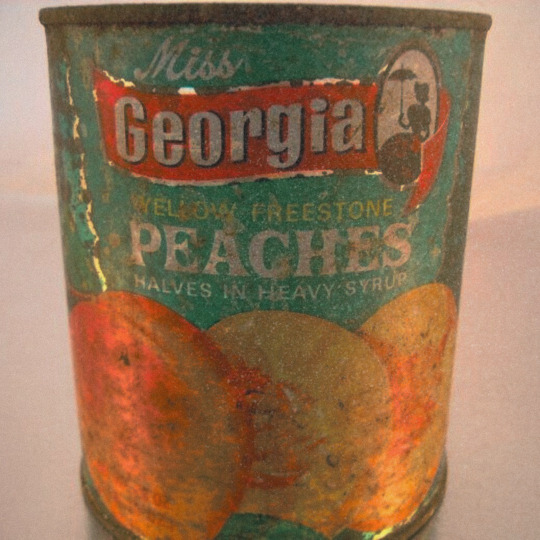 Miss
Georgia
YELLOW FREESTONE
PEACHES
HALVES IN HEAVY SYRUP